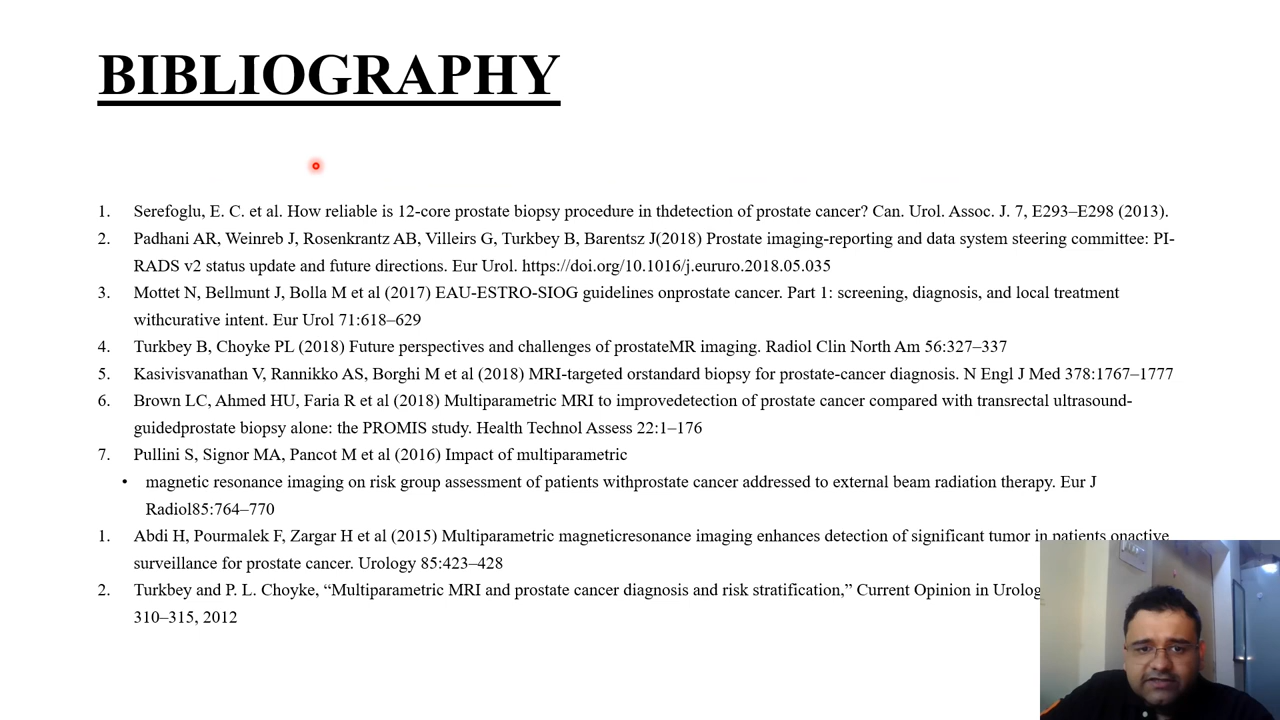 BIBLIOGRAPHY
1. Serefoglu, E. C. et al. How reliable is 12-core prostate biopsy procedure in thdetection of prostate cancer? Can. Urol. Assoc. J. 7, E293–E298 (2013).
2. Padhani AR, Weinreb J, Rosenkrantz AB, Villeirs G, Turkbey B, Barentsz J(2018) Prostate imaging-reporting and data system steering committee: PI-
RADS v2 status update and future directions. Eur Urol. https://doi.org/10.1016/j.eururo.2018.05.035
3. Mottet N, Bellmunt J, Bolla M et al (2017) EAU-ESTRO-SIOG guidelines onprostate cancer. Part 1: screening, diagnosis, and local treatment
withcurative intent. Eur Urol 71:618–629
4. Turkbey B, Choyke PL (2018) Future perspectives and challenges of prostateMR imaging. Radiol Clin North Am 56:327–337
5. Kasivisvanathan V, Rannikko AS, Borghi M et al (2018) MRI-targeted orstandard biopsy for prostate-cancer diagnosis. N Engl J Med 378:1767–1777
6. Brown LC, Ahmed HU, Faria R et al (2018) Multiparametric MRI to improvedetection of prostate cancer compared with transrectal ultrasound-
guidedprostate biopsy alone: the PROMIS study. Health Technol Assess 22:1–176
7. Pullini S, Signor MA, Pancot M et al (2016) Impact of multiparametric
• magnetic resonance imaging on risk group assessment of patients withprostate cancer addressed to external beam radiation therapy. Eur J
Radiol85:764–770
1. Abdi H, Pourmalek F, Zargar H et al (2015) Multiparametric magneticresonance imaging enhances detection of significant tumor in patients onactive
surveillance for prostate cancer. Urology 85:423–428
2. Turkbey and P. L. Choyke, “Multiparametric MRI and prostate cancer diagnosis and risk stratification,” Current Opinion in Urolog
310–315, 2012